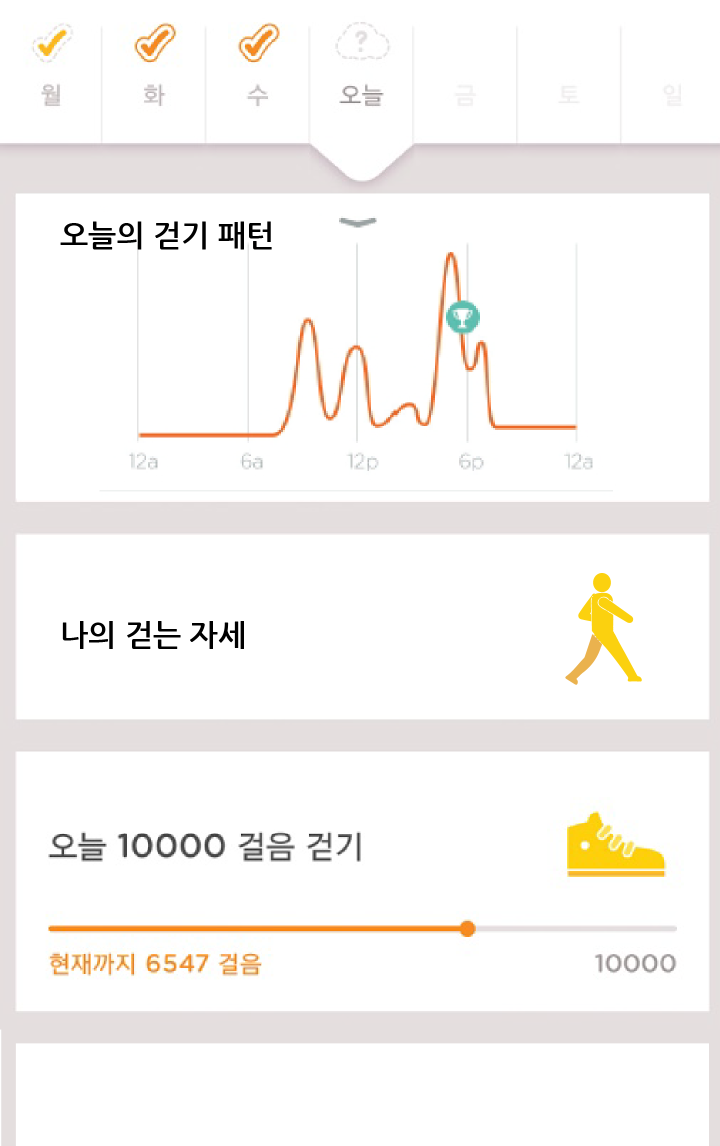 월 화 수 오늘 금 토 일
오늘의 걷기 패턴
12a 6a 12p 6p 12a
나의 걷는 자세
오늘 10000 걸음 걷기
현재까지 6547 걸음 10000